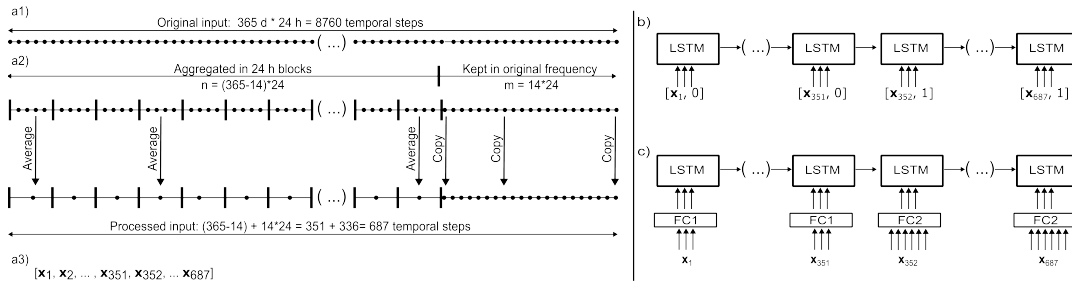 a1)
Original input: 365 d * 24 h = 8760 temporal steps
(...)
a2)
Aggregated in 24 h blocks
Kept in original frequency
n = (365-14)*24
m = 14*24
(...)
Average
Average
Average
Copy
Copy
Copy
(...)
Processed input: (365-14) + 14*24 = 351 + 336= 687 temporal steps
a3)
[x1, x2, ... , x351, x352, ... x687]
b)
LSTM (...) LSTM LSTM (...) LSTM
[x1, 0] [x351, 0] [x352, 1] [x687, 1]
c)
LSTM (...) LSTM LSTM (...) LSTM
FC1 FC1 FC2 FC2
x1 x351 x352 x687